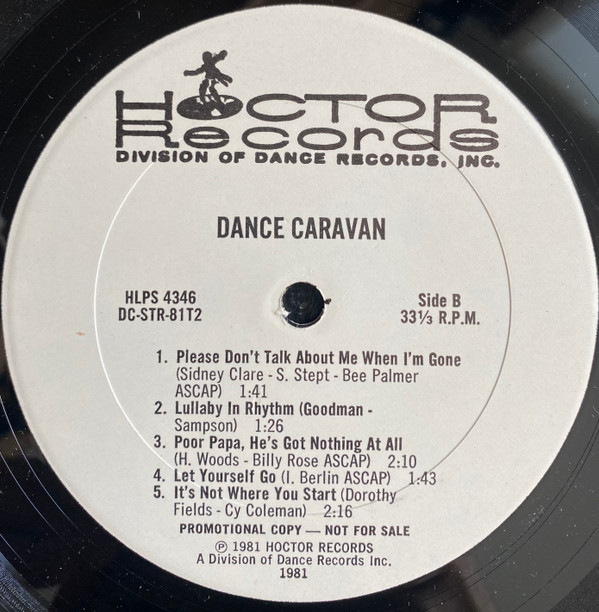 HOCTOR
Records
DIVISION OF DANCE RECORDS, INC.
DANCE CARAVAN
HLPS 4346
DC-STR-81T2
Side B
33⅓ R.P.M.
1. Please Don't Talk About Me When I'm Gone
(Sidney Clare - S. Stept - Bee Palmer
ASCAP) 1:41
2. Lullaby In Rhythm (Goodman -
Sampson) 1:26
3. Poor Papa, He's Got Nothing At All
(H. Woods - Billy Rose ASCAP) 2:10
4. Let Yourself Go (I. Berlin ASCAP) 1:43
5. It's Not Where You Start (Dorothy
Fields - Cy Coleman) 2:16
PROMOTIONAL COPY — NOT FOR SALE
℗ 1981 HOCTOR RECORDS
A Division of Dance Records Inc.
1981